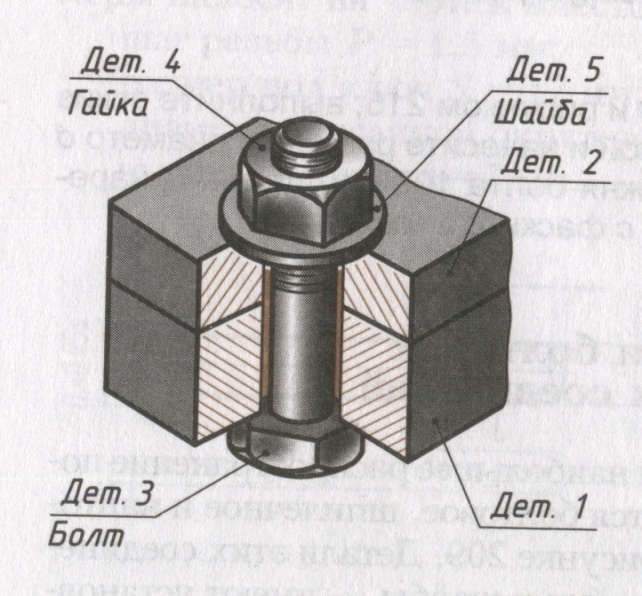 Дет. 4
Гайка
Дет. 5
Шайба
Дет. 2
Дет. 3
Болт
Дет. 1